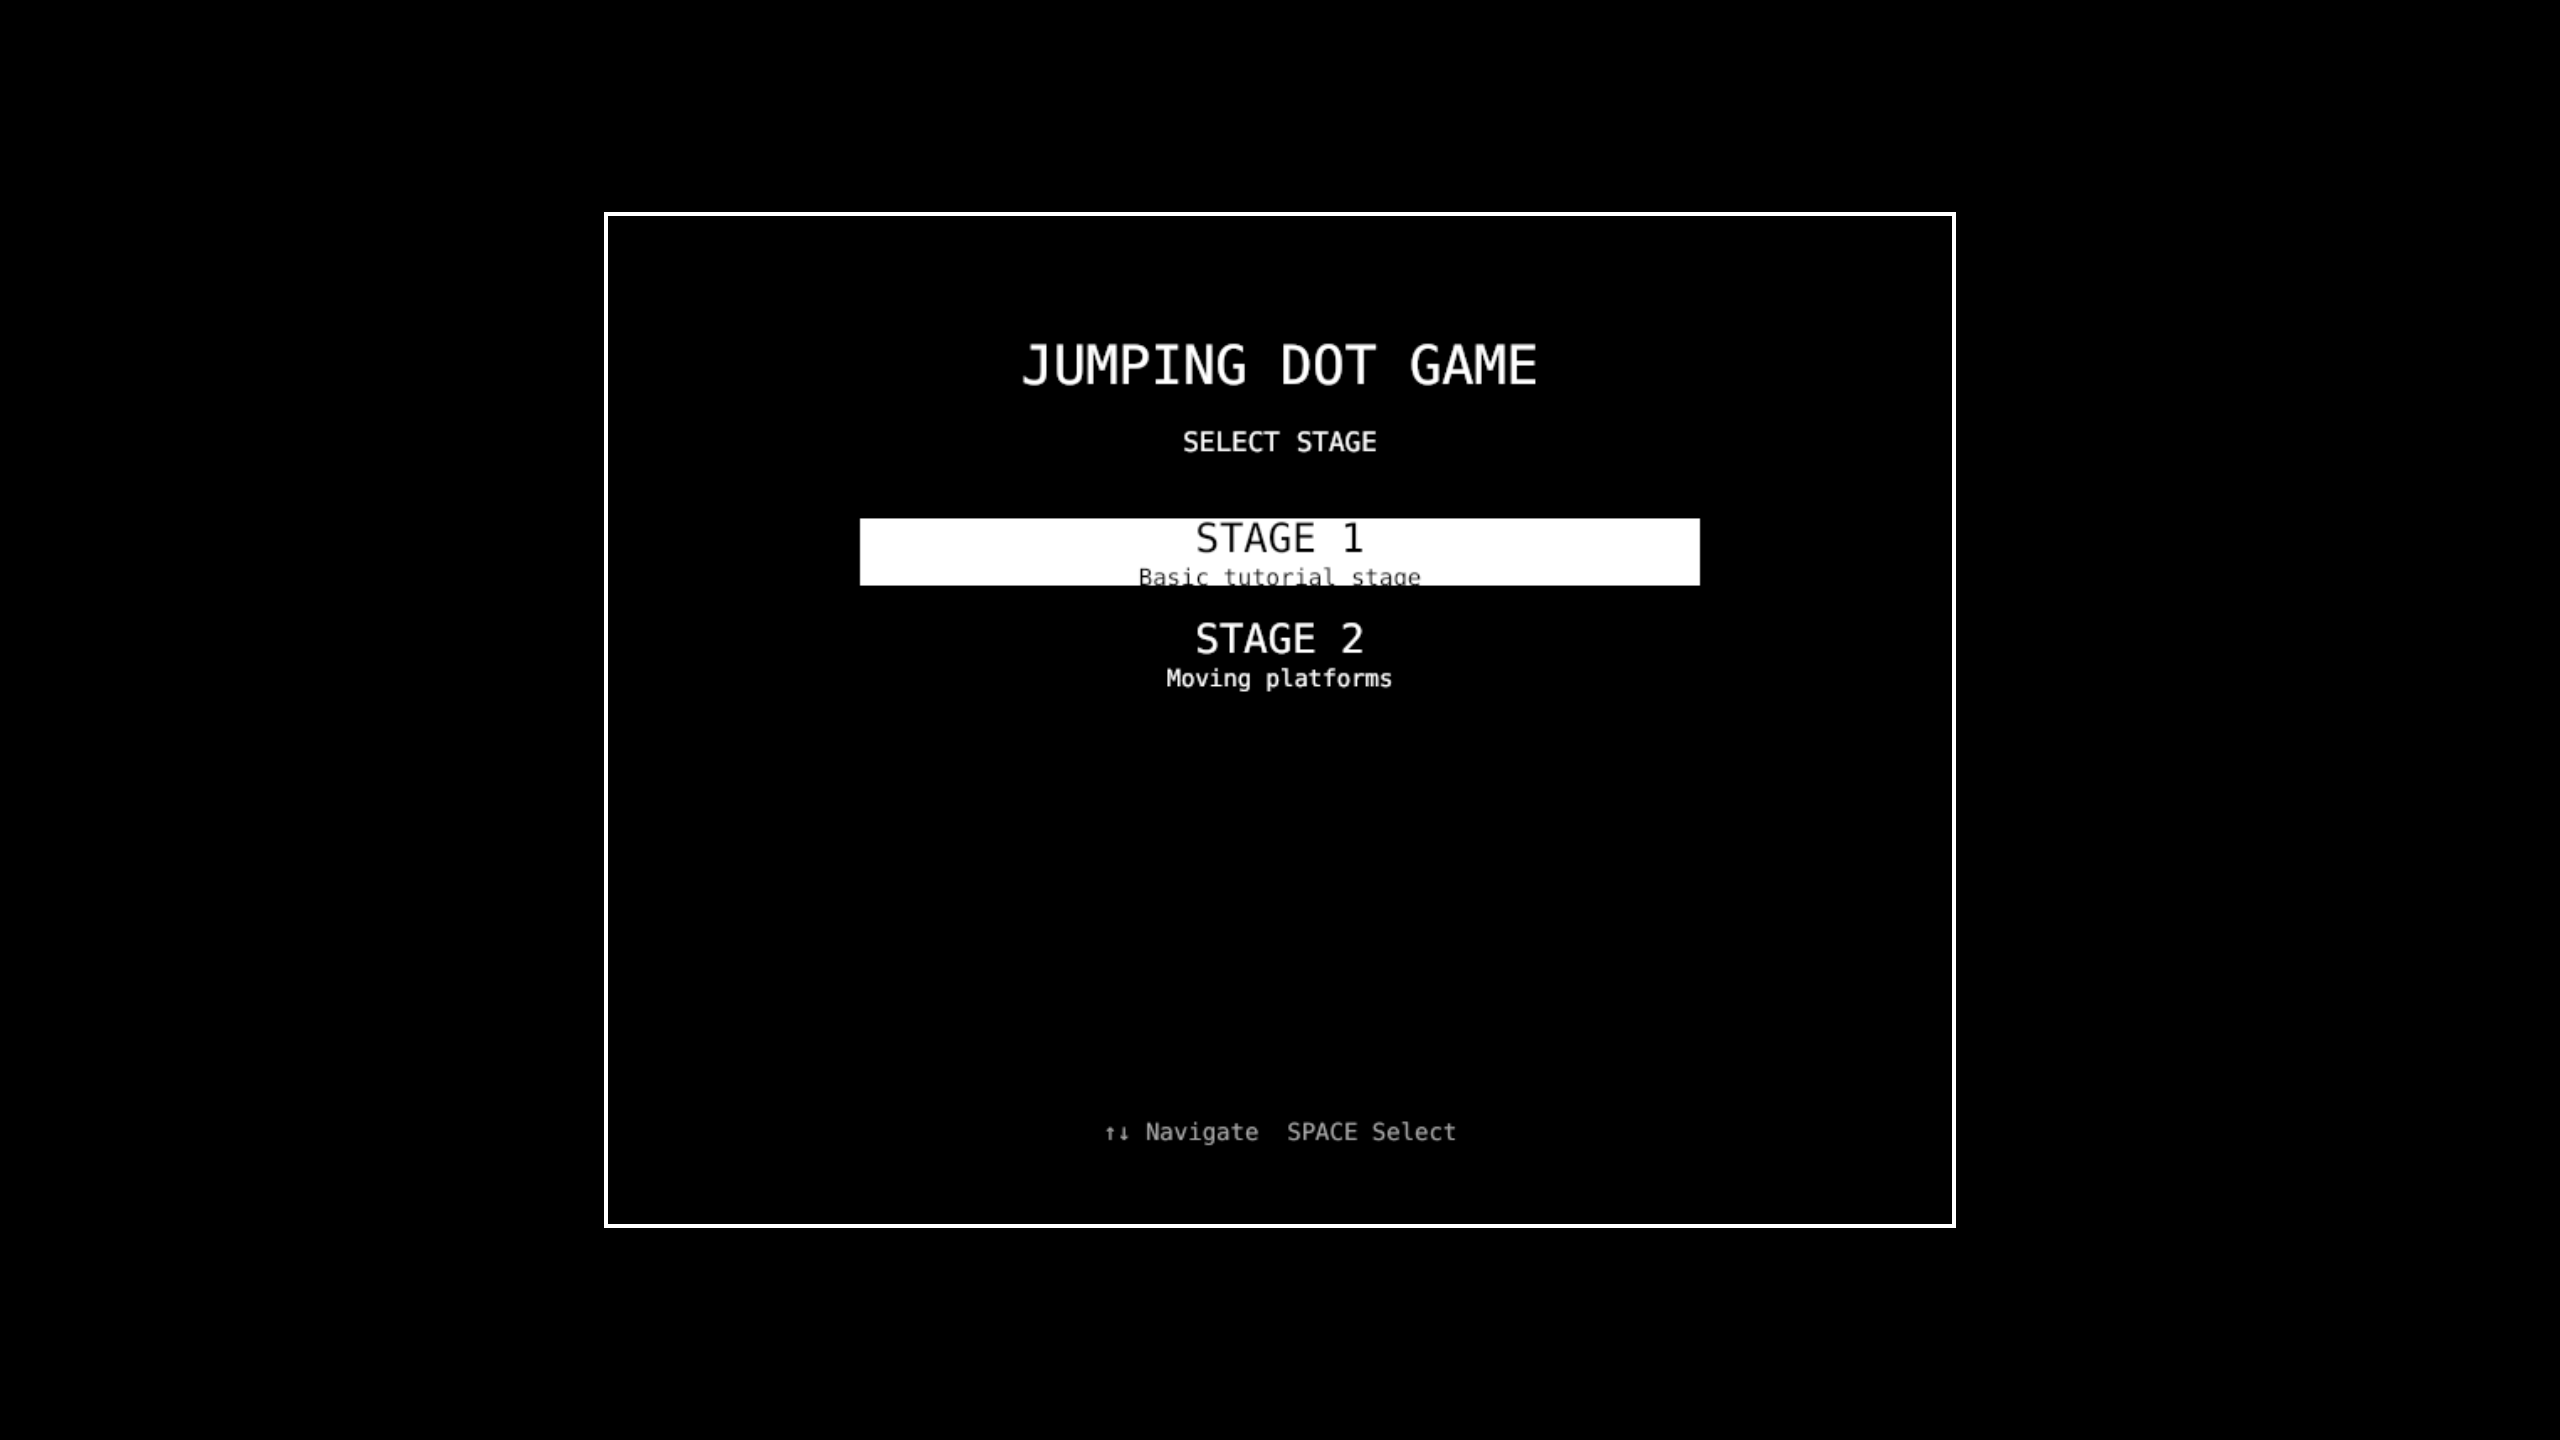 JUMPING DOT GAME
SELECT STAGE
STAGE 1
Basic tutorial stage
STAGE 2
Moving platforms
↑↓ Navigate  SPACE Select